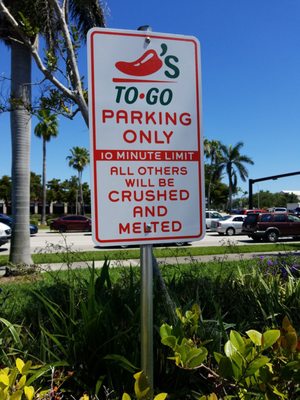 's
TO·GO
PARKING
ONLY
10 MINUTE LIMIT
ALL OTHERS
WILL BE
CRUSHED
AND
MELTED